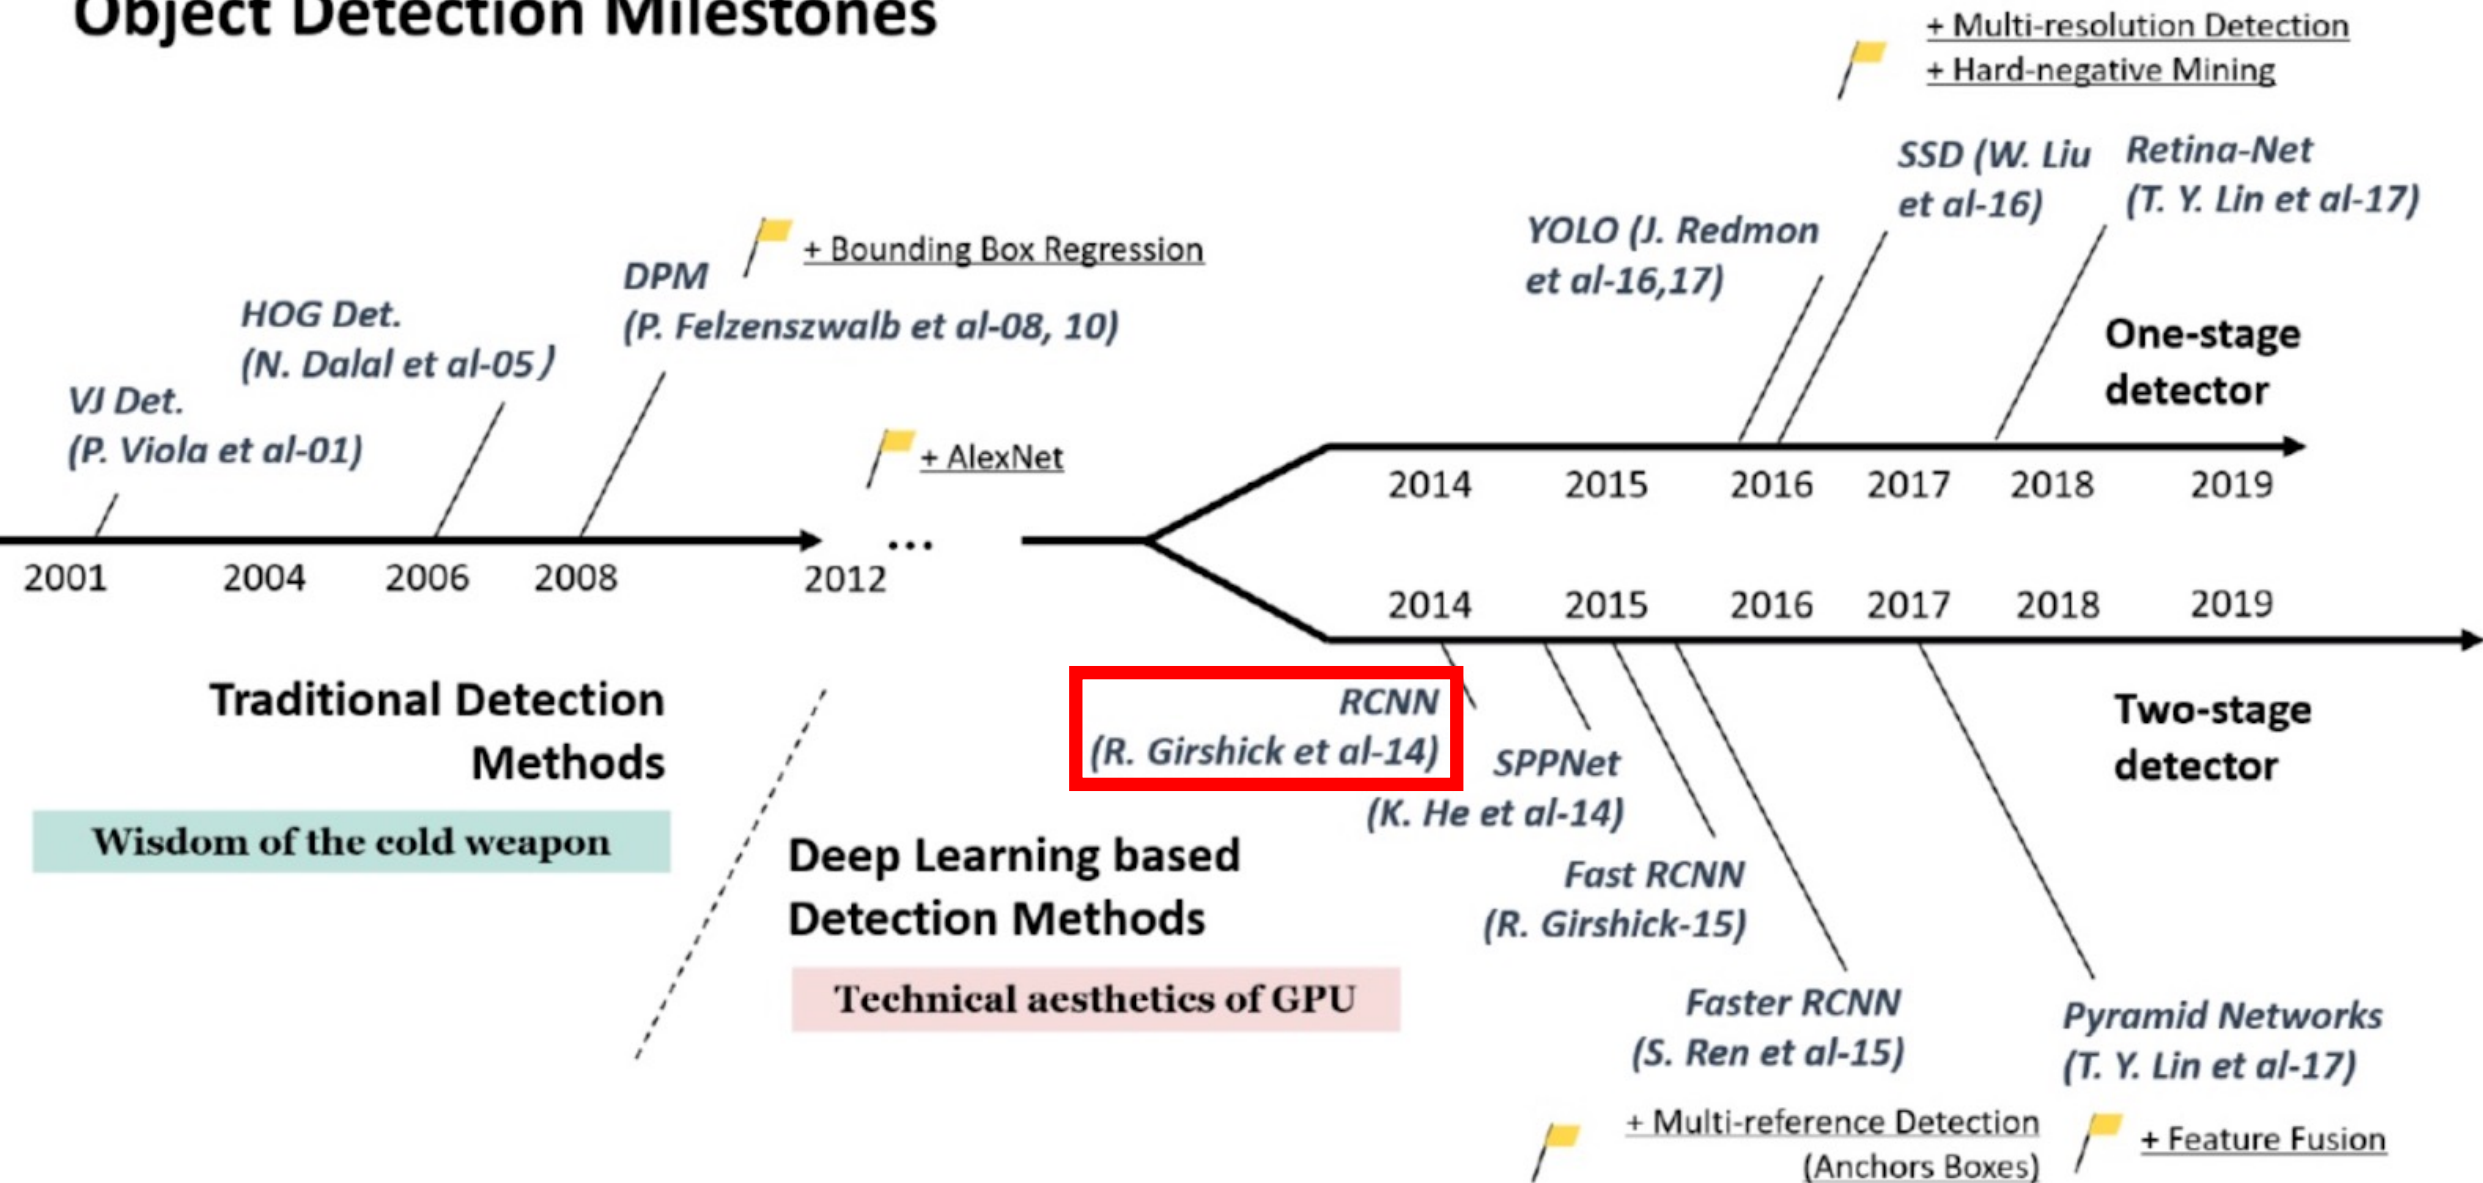 Object Detection Milestones
+ Multi-resolution Detection
+ Hard-negative Mining
SSD (W. Liu
et al-16)
Retina-Net
(T. Y. Lin et al-17)
YOLO (J. Redmon
et al-16,17)
+ Bounding Box Regression
DPM
(P. Felzenszwalb et al-08, 10)
HOG Det.
(N. Dalal et al-05)
VJ Det.
(P. Viola et al-01)
+ AlexNet
One-stage
detector
2014 2015 2016 2017 2018 2019
...
2001 2004 2006 2008 2012
2014 2015 2016 2017 2018 2019
Traditional Detection
Methods
Wisdom of the cold weapon
RCNN
(R. Girshick et al-14)
SPPNet
(K. He et al-14)
Two-stage
detector
Deep Learning based
Detection Methods
Technical aesthetics of GPU
Fast RCNN
(R. Girshick-15)
Faster RCNN
(S. Ren et al-15)
Pyramid Networks
(T. Y. Lin et al-17)
+ Multi-reference Detection
(Anchors Boxes)
+ Feature Fusion